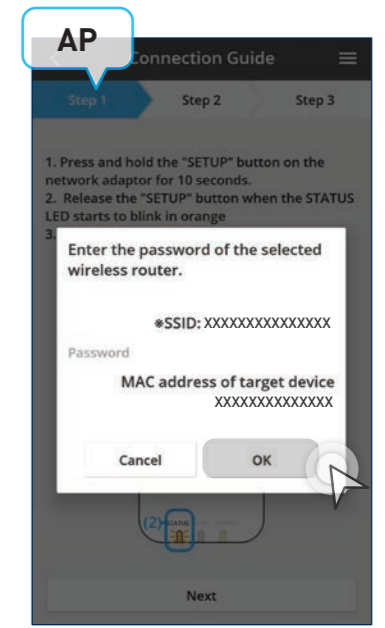 AP
Connection Guide
Step 1
Step 2
Step 3
1. Press and hold the "SETUP" button on the
network adaptor for 10 seconds.
2. Release the "SETUP" button when the STATUS
LED starts to blink in orange
3.
Enter the password of the selected
wireless router.
※SSID: XXXXXXXXXXXXXXX
Password
MAC address of target device
XXXXXXXXXXXXXX
Cancel
OK
(2)
STATUS
Next